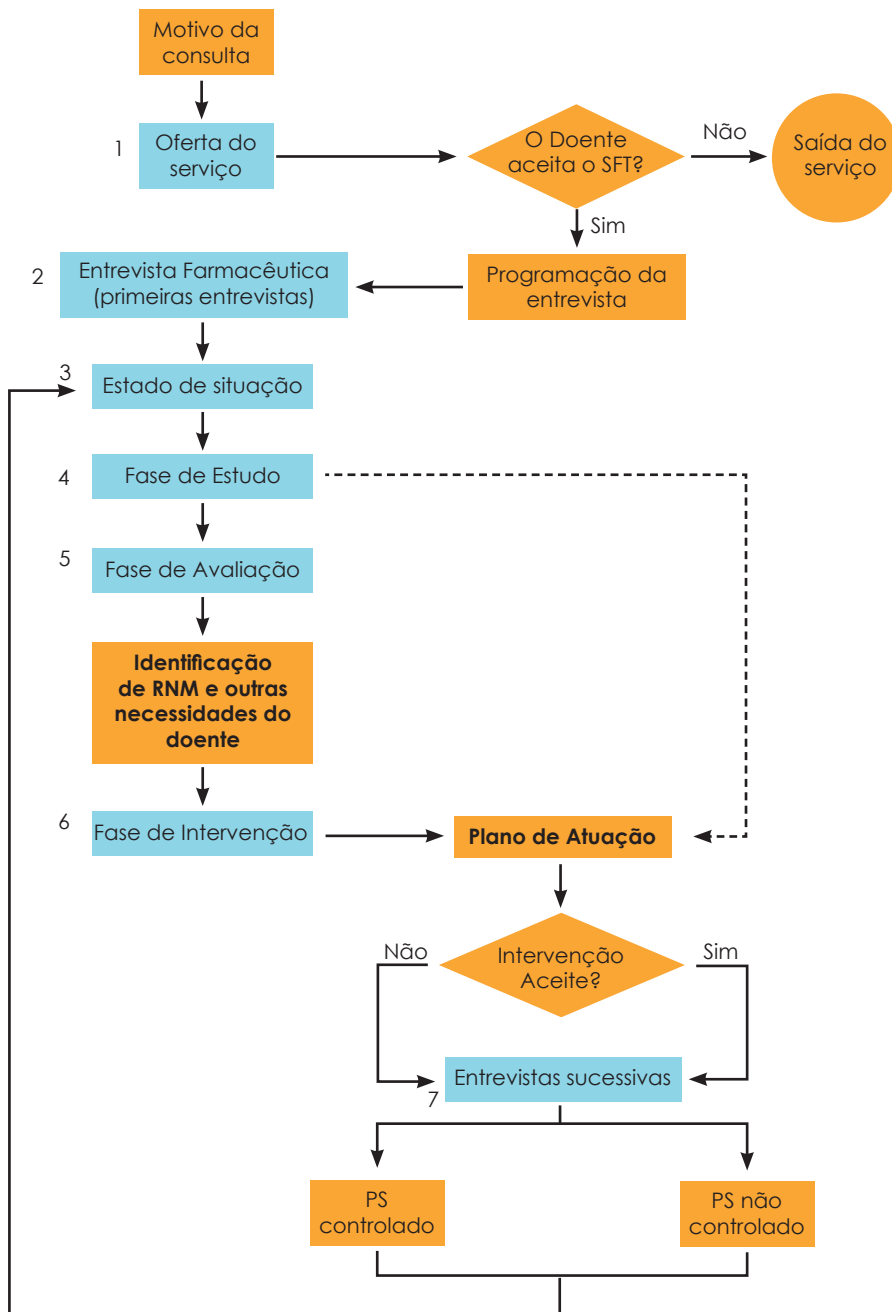 Motivo da
consulta
1
Oferta do
serviço
O Doente
aceita o SFT?
Não
Saída do
serviço
Sim
2
Entrevista Farmacêutica
(primeiras entrevistas)
Programação da
entrevista
3
Estado de situação
4
Fase de Estudo
5
Fase de Avaliação
Identificação
de RNM e outras
necessidades do
doente
6
Fase de Intervenção
Plano de Atuação
Não
Intervenção
Aceite?
Sim
Entrevistas sucessivas
7
PS
controlado
PS não
controlado